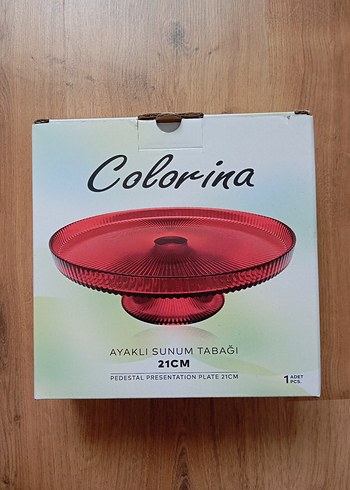 Colorina
AYAKLI SUNUM TABAĞI
21CM
PEDESTAL PRESENTATION PLATE 21CM
1 ADET
PCS.